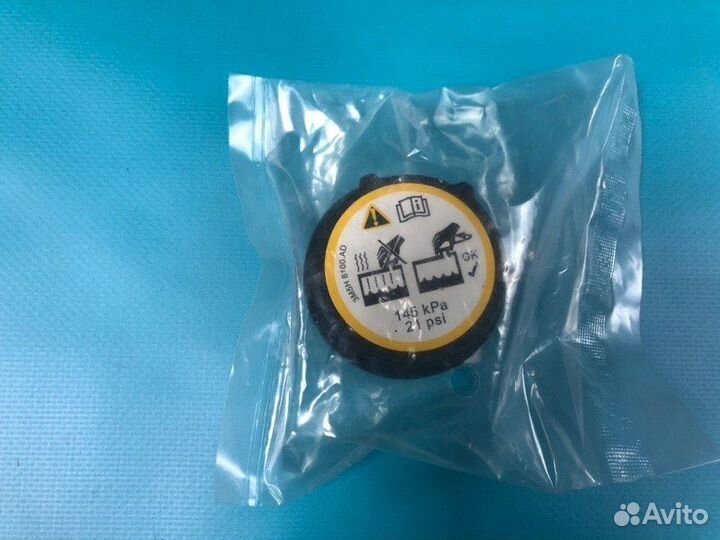 3M5H 8100.AD
OK
145 kPa
. 21 psi
Avito